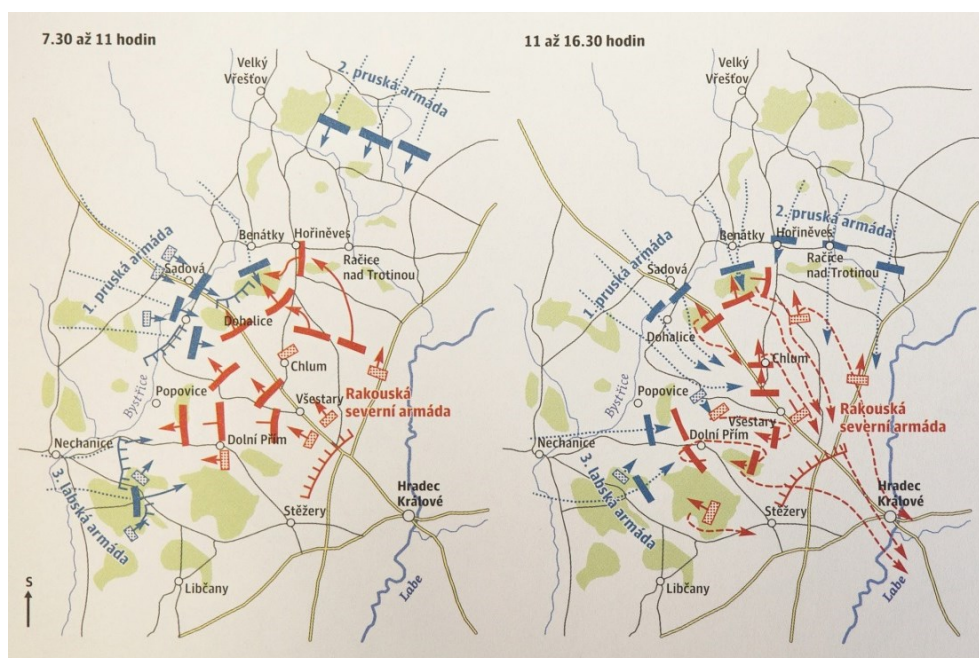 7.30 až 11 hodin
Velký
Vřešťov
2. pruská armáda
Benátky
Hořiněves
Račice
nad Trotinou
Sadová
1. pruská armáda
Dohalice
Chlum
Bystřice
Popovice
Všestary
Rakouská
severní armáda
Nechanice
Dolní Přím
3. labská armáda
Hradec
Králové
Stěžery
Libčany
S
Labe
11 až 16.30 hodin
Velký
Vřešťov
2. pruská armáda
Benátky
Hořiněves
Račice
nad Trotinou
Sadová
1. pruská armáda
Dohalice
Chlum
Popovice
Všestary
Rakouská
severní armáda
Nechanice
Dolní Přím
3. labská armáda
Hradec
Králové
Stěžery
Libčany
Labe